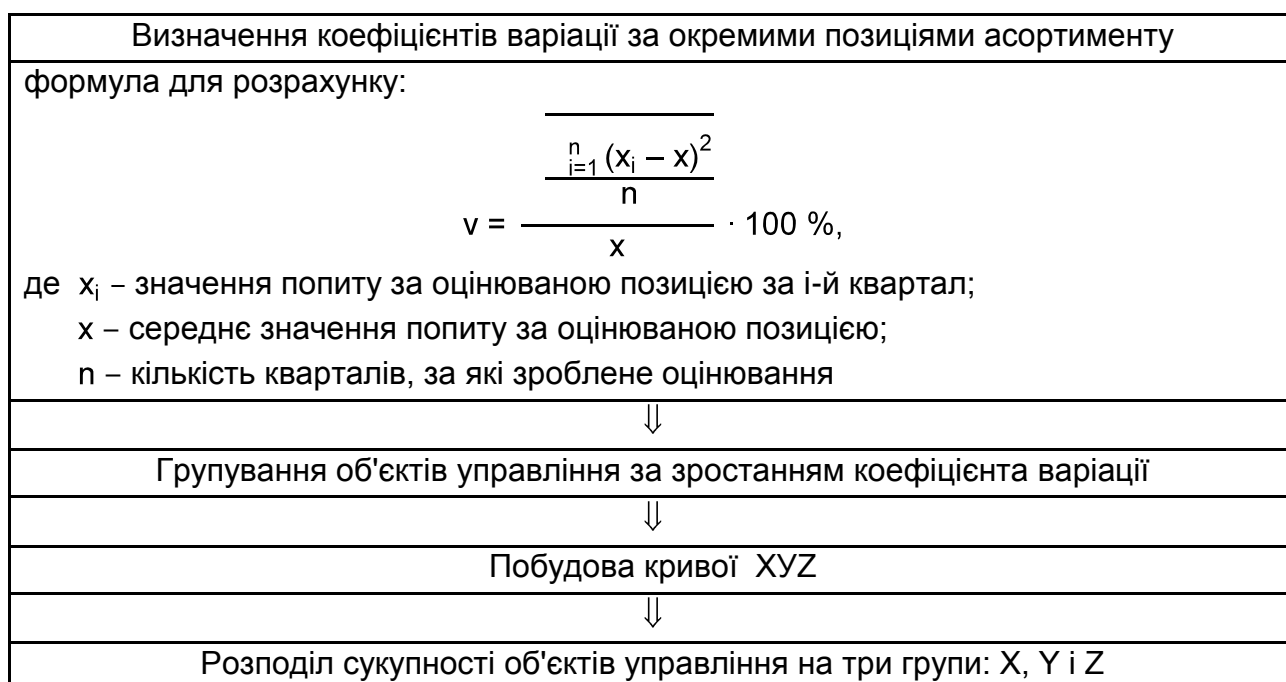 Визначення коефіцієнтів варіації за окремими позиціями асортименту
формула для розрахунку:
n
i=1 (xᵢ – x)²
n
v = ――― · 100 %,
x
де xᵢ – значення попиту за оцінюваною позицією за і-й квартал;
x – середнє значення попиту за оцінюваною позицією;
n – кількість кварталів, за які зроблене оцінювання
⇓
Групування об'єктів управління за зростанням коефіцієнта варіації
⇓
Побудова кривої ХУZ
⇓
Розподіл сукупності об'єктів управління на три групи: X, Y і Z